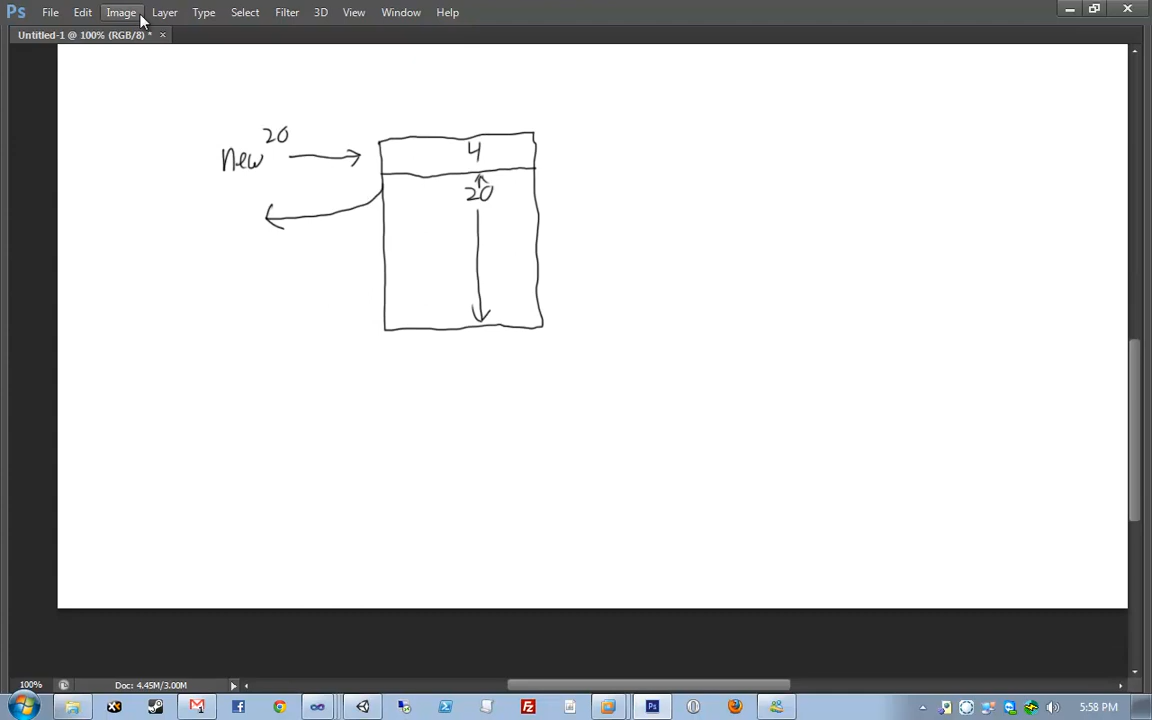 Ps File Edit Image Layer Type Select Filter 3D View Window Help
Untitled-1 @ 100% (RGB/8) * ×
20
New
4
20
100% Doc: 4.45M/3.00M
5:58 PM